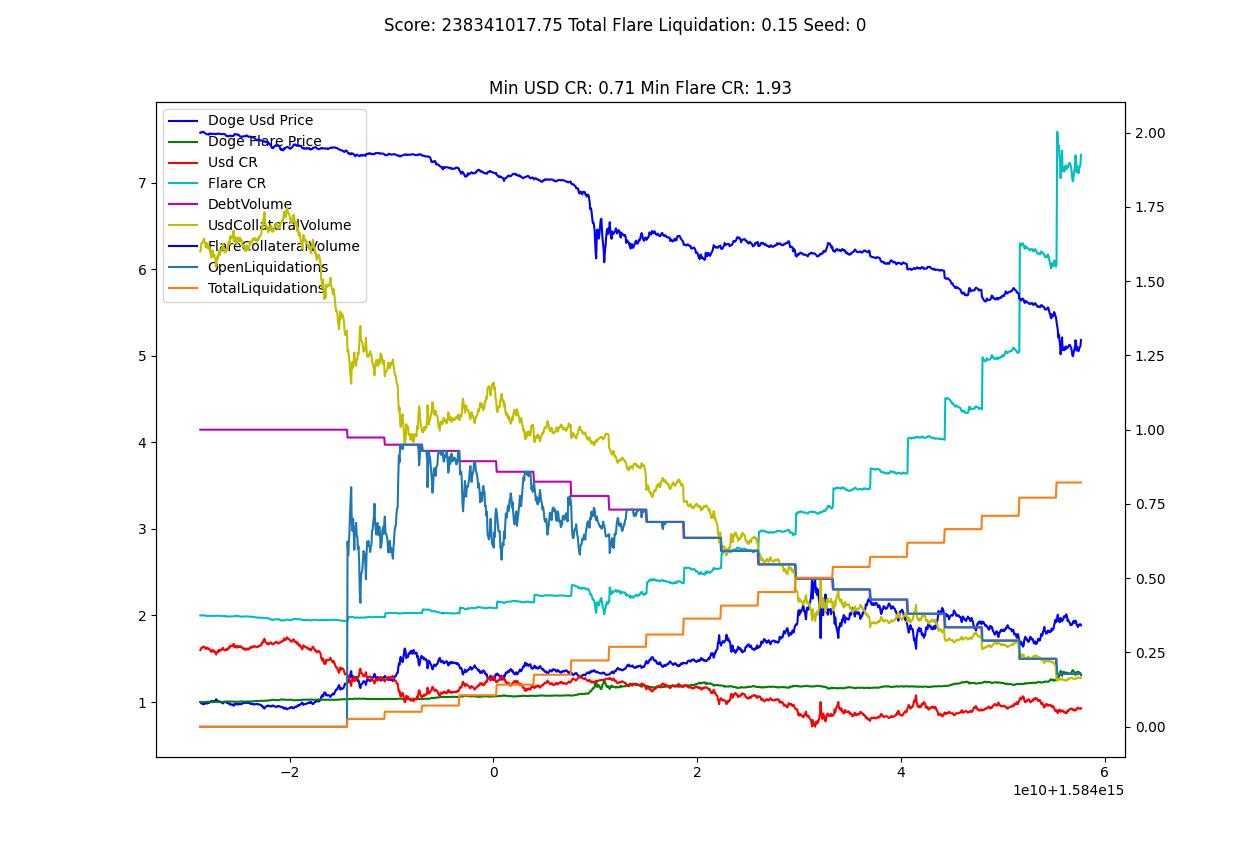 Score: 238341017.75 Total Flare Liquidation: 0.15 Seed: 0
Min USD CR: 0.71 Min Flare CR: 1.93
Doge Usd Price
Doge Flare Price
Usd CR
Flare CR
DebtVolume
UsdCollateralVolume
FlareCollateralVolume
OpenLiquidations
TotalLiquidations
7
6
5
4
3
2
1
2.00
1.75
1.50
1.25
1.00
0.75
0.50
0.25
0.00
−2 0 2 4 6
1e10+1.584e15